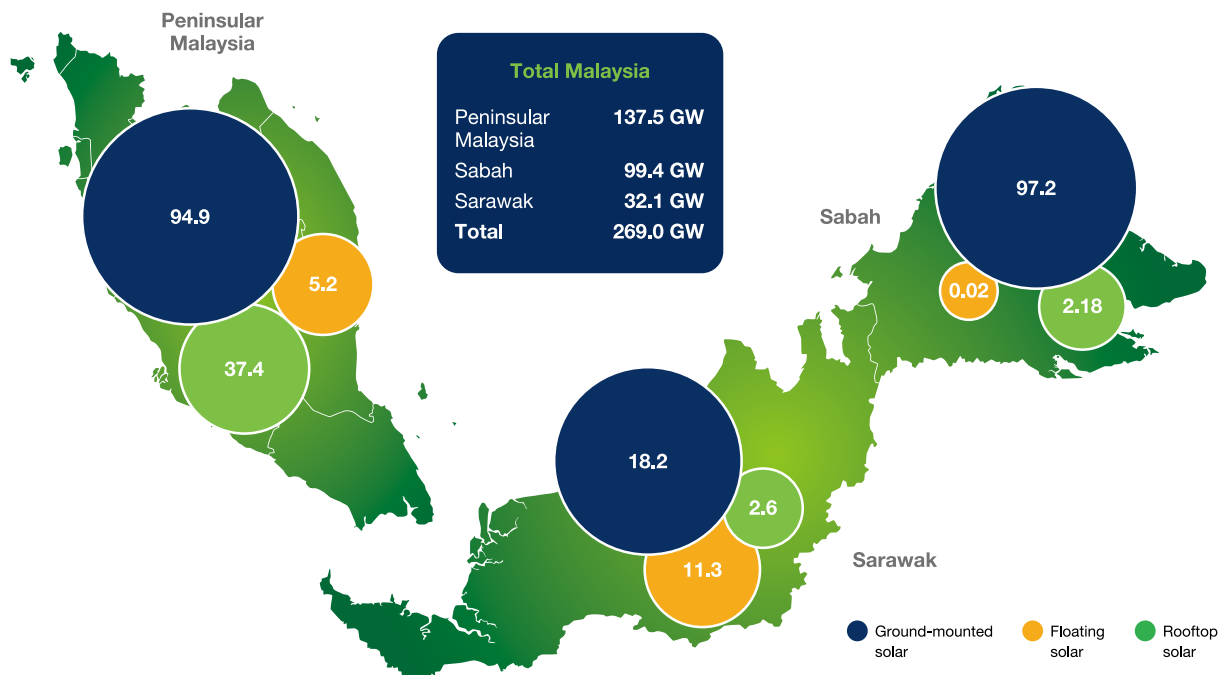 Peninsular
Malaysia
Total Malaysia
Peninsular
Malaysia
137.5 GW
Sabah
99.4 GW
Sarawak
32.1 GW
Total
269.0 GW
94.9
5.2
37.4
Sabah
97.2
0.02
2.18
18.2
2.6
11.3
Sarawak
Ground-mounted
solar
Floating
solar
Rooftop
solar